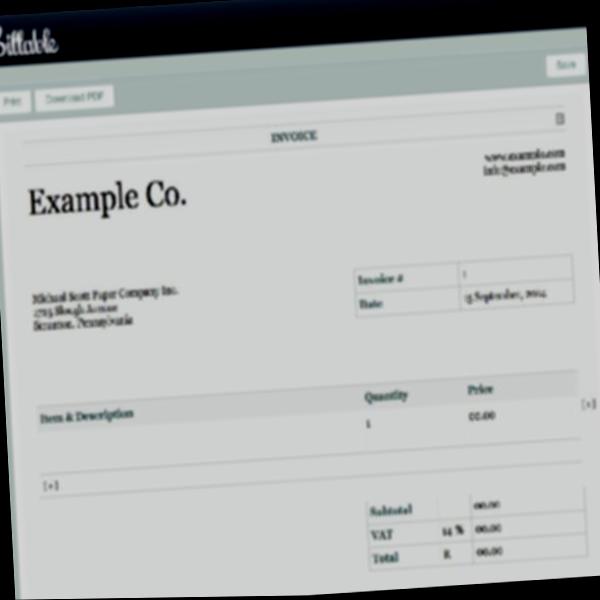 Billable
Print Download PDF Save
INVOICE
Example Co.
www.example.com
info@example.com
Michael Scott Paper Company Inc.
1725 Slough Avenue
Scranton, Pennsylvania
Invoice # 1
Date September,
Item & Description Quantity Price
1 00.00
[+]
[+]
Subtotal 00.00
VAT 14 % 00.00
Total R 00.00